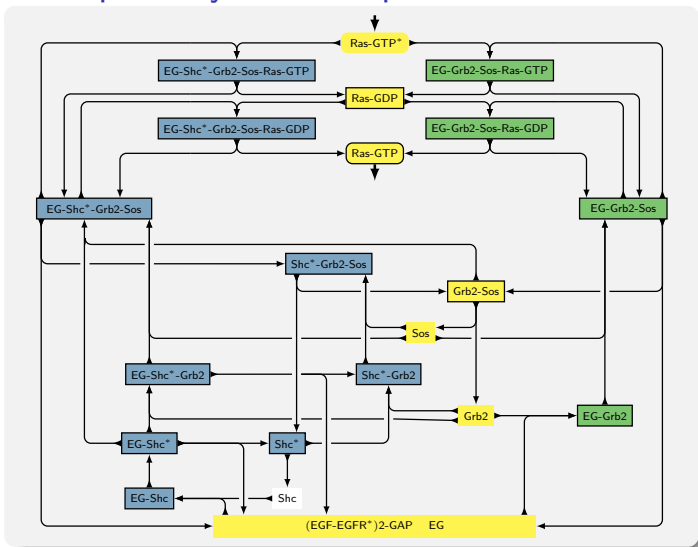 Ras-GTP*
EG-Shc*-Grb2-Sos-Ras-GTP
EG-Grb2-Sos-Ras-GTP
Ras-GDP
EG-Shc*-Grb2-Sos-Ras-GDP
EG-Grb2-Sos-Ras-GDP
Ras-GTP
EG-Shc*-Grb2-Sos
EG-Grb2-Sos
Shc*-Grb2-Sos
Grb2-Sos
Sos
EG-Shc*-Grb2
Shc*-Grb2
Grb2
EG-Grb2
EG-Shc*
Shc*
EG-Shc
Shc
(EGF-EGFR*)2-GAP EG